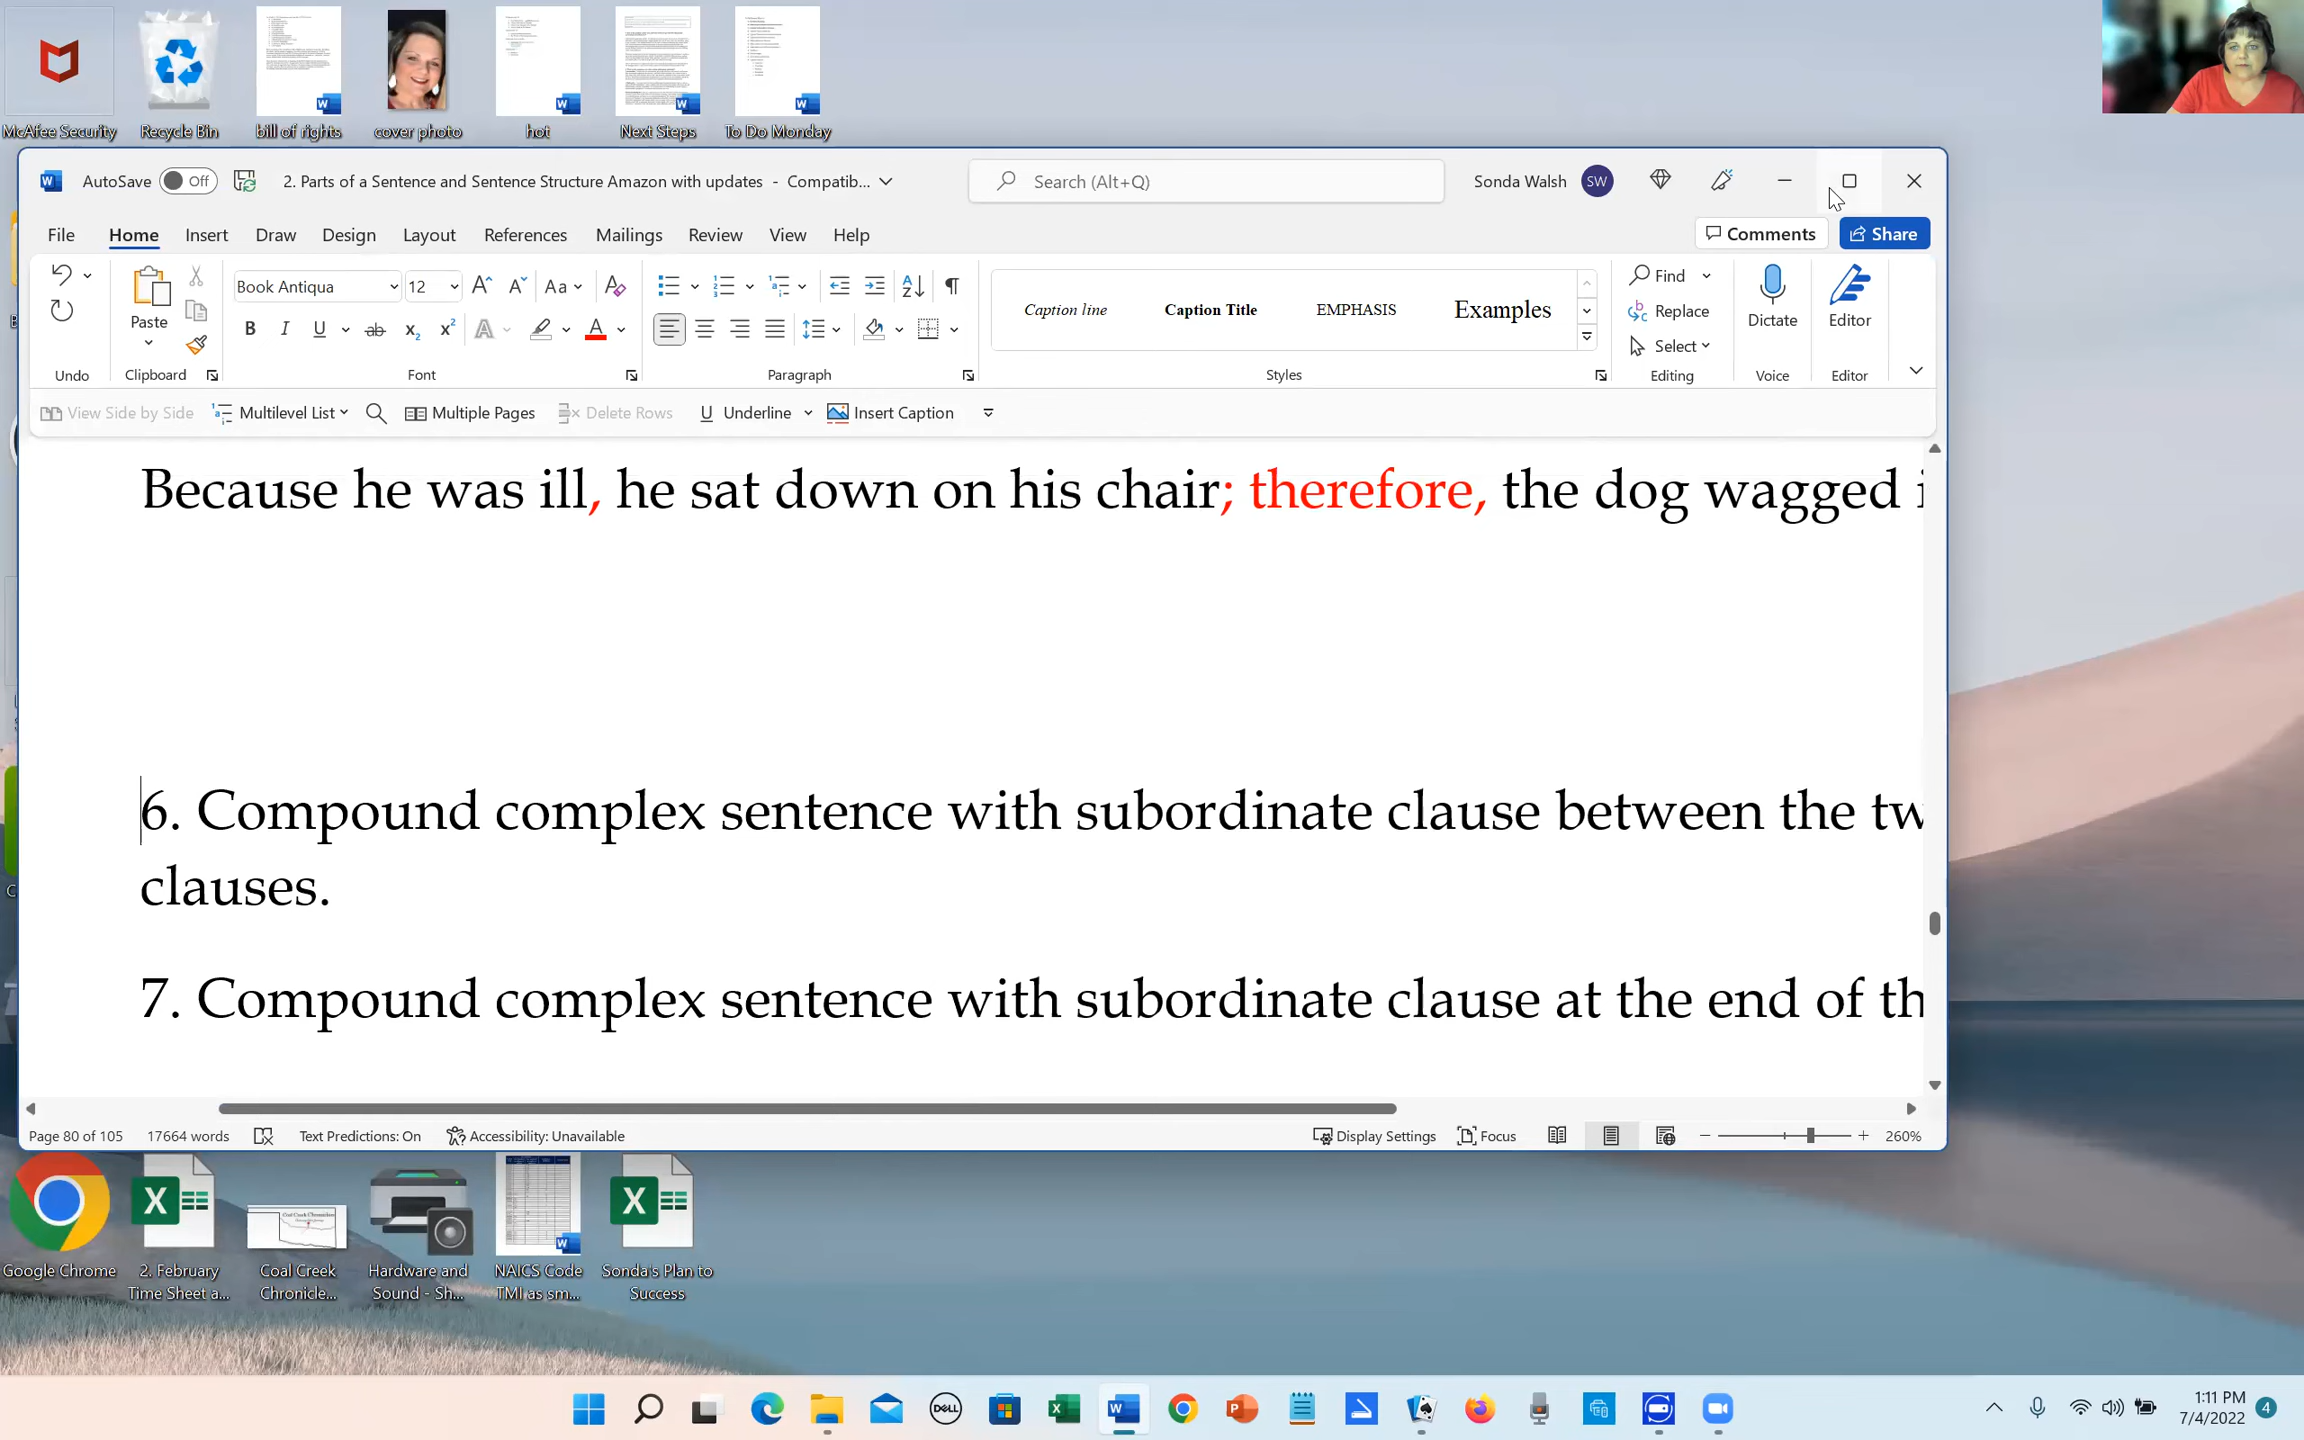 McAfee Security
Recycle Bin
bill of rights
cover photo
hot
Next Steps
To Do Monday
AutoSave Off
2. Parts of a Sentence and Sentence Structure Amazon with updates - Compatib...
Search (Alt+Q)
Sonda Walsh SW
File Home Insert Draw Design Layout References Mailings Review View Help
Comments Share
Paste
Book Antiqua 12
Caption line Caption Title EMPHASIS Examples
Find
Replace
Select
Dictate
Editor
Undo Clipboard Font Paragraph Styles Editing Voice Editor
View Side by Side Multilevel List Multiple Pages Delete Rows Underline Insert Caption
Because he was ill, he sat down on his chair; therefore, the dog wagged
6. Compound complex sentence with subordinate clause between the tw
clauses.
7. Compound complex sentence with subordinate clause at the end of th
Page 80 of 105 17664 words Text Predictions: On Accessibility: Unavailable Display Settings Focus 260%
Google Chrome
2. February
Time Sheet a...
Coal Creek
Chronicle...
Hardware and
Sound - Sh...
NAICS Code
TMI as sm...
Sonda's Plan to
Success
DELL
1:11 PM
7/4/2022
4